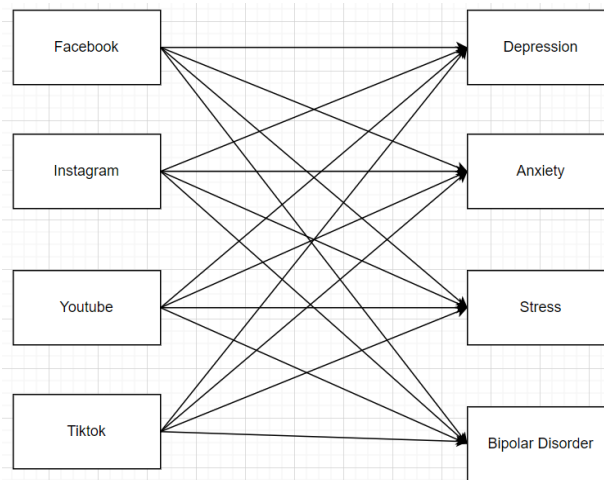 Facebook
Depression
Instagram
Anxiety
Youtube
Stress
Tiktok
Bipolar Disorder